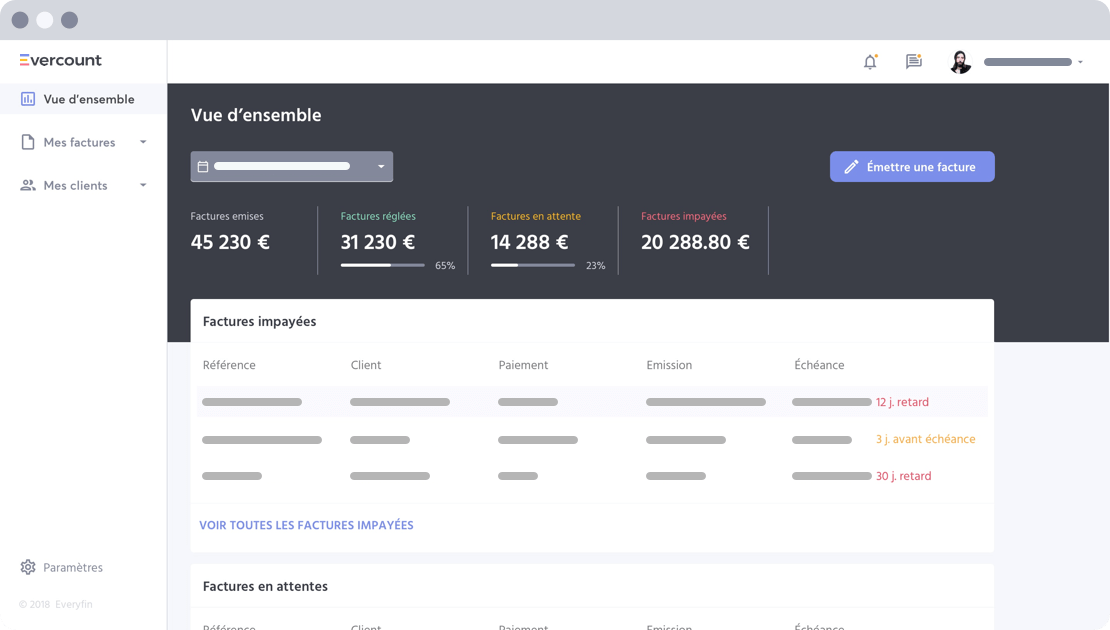 Evercount
Vue d'ensemble
Mes factures
Mes clients
Paramètres
© 2018 Everyfin
Vue d'ensemble
Émettre une facture
Factures emises
45 230 €
Factures réglées
31 230 €
65%
Factures en attente
14 288 €
23%
Factures impayées
20 288.80 €
Factures impayées
Référence Client Paiement Emission Échéance
12 j. retard
3 j. avant échéance
30 j. retard
VOIR TOUTES LES FACTURES IMPAYÉES
Factures en attentes
Référence Client Paiement Emission Échéance